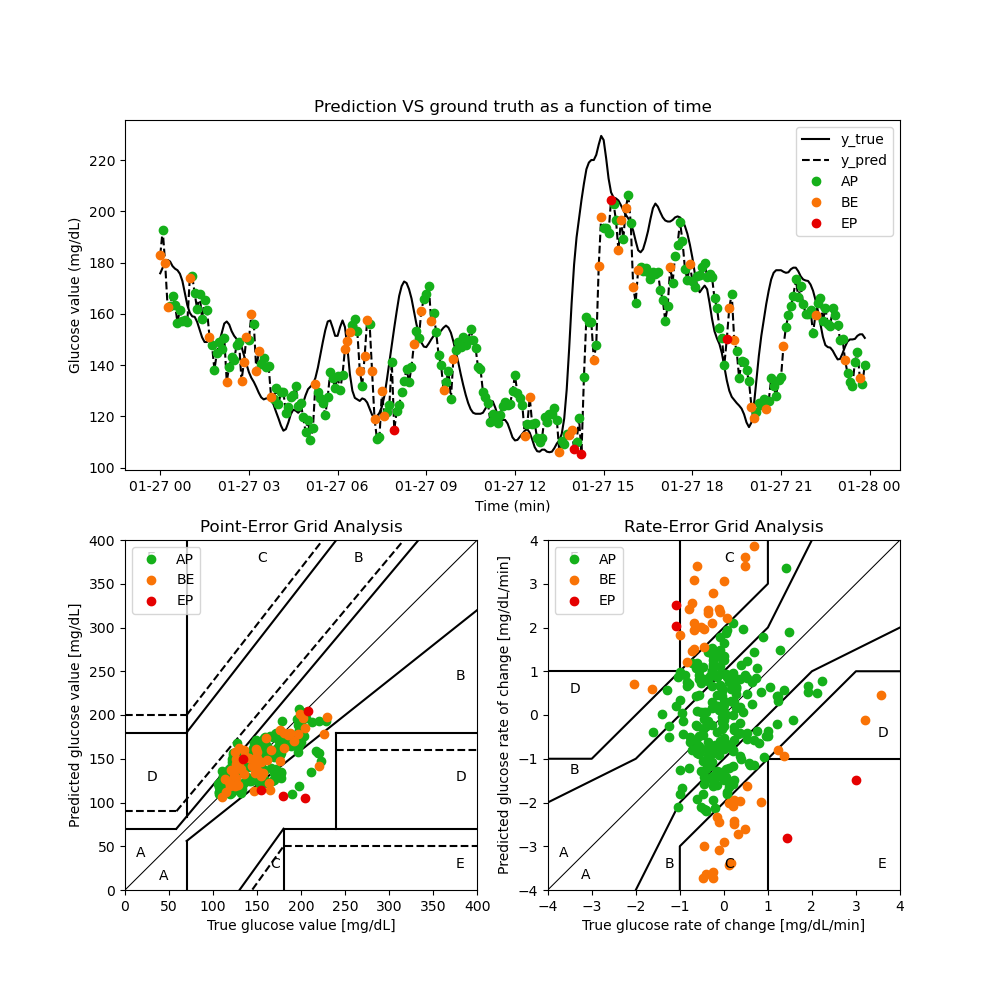 Prediction VS ground truth as a function of time
Glucose value (mg/dL)
220
200
180
160
140
120
100
y_true
y_pred
AP
BE
EP
01-27 00 01-27 03 01-27 06 01-27 09 01-27 12 01-27 15 01-27 18 01-27 21 01-28 00
Time (min)
Point-Error Grid Analysis
Predicted glucose value [mg/dL]
400
350
300
250
200
150
100
50
0
AP
BE
EP
C
B
B
D
D
A
A
C
E
0 50 100 150 200 250 300 350 400
True glucose value [mg/dL]
Rate-Error Grid Analysis
Predicted glucose rate of change [mg/dL/min]
4
3
2
1
0
−1
−2
−3
−4
AP
BE
EP
C
D
D
B
A
A
B
C
E
−4 −3 −2 −1 0 1 2 3 4
True glucose rate of change [mg/dL/min]